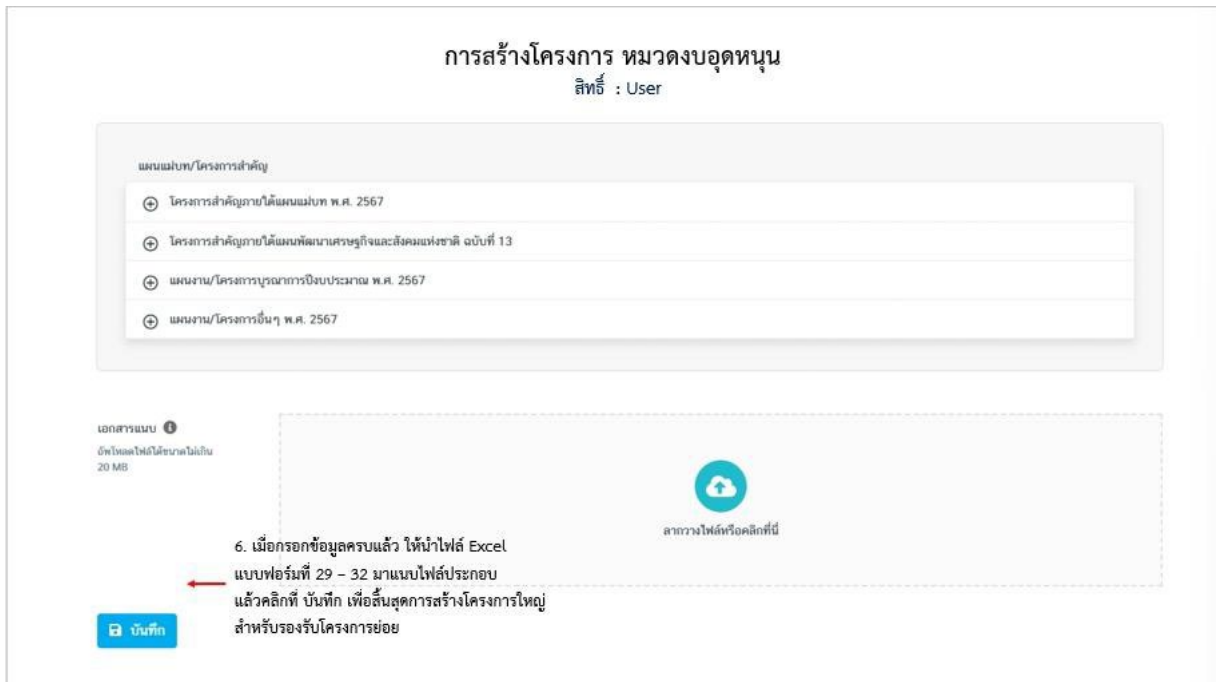 การสร้างโครงการ หมวดงบอุดหนุน
สิทธิ์ : User
แผนแม่บท/โครงการสำคัญ
โครงการสำคัญภายใต้แผนแม่บท พ.ศ. 2567
โครงการสำคัญภายใต้แผนพัฒนาเศรษฐกิจและสังคมแห่งชาติ ฉบับที่ 13
แผนงาน/โครงการบูรณาการปีงบประมาณ พ.ศ. 2567
แผนงาน/โครงการอื่นๆ พ.ศ. 2567
เอกสารแนบ
อัพโหลดไฟล์ได้ขนาดไม่เกิน
20 MB
ลากวางไฟล์หรือคลิกที่นี่
6. เมื่อกรอกข้อมูลครบแล้ว ให้นำไฟล์ Excel
แบบฟอร์มที่ 29 – 32 มาแนบไฟล์ประกอบ
แล้วคลิกที่ บันทึก เพื่อสิ้นสุดการสร้างโครงการใหญ่
สำหรับรองรับโครงการย่อย
บันทึก